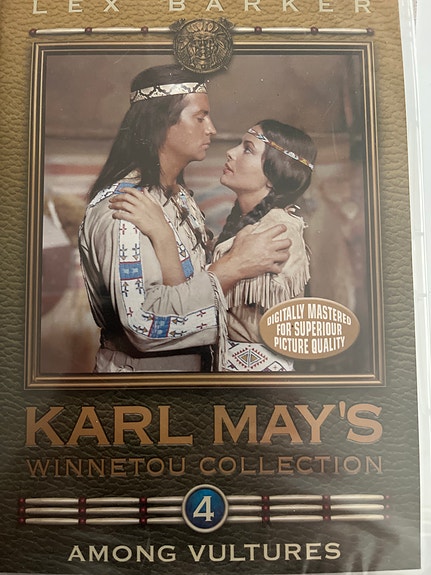 LEX BARKER
DIGITALLY MASTERED
FOR SUPERIOUR
PICTURE QUALITY
KARL MAY'S
WINNETOU COLLECTION
4
AMONG VULTURES